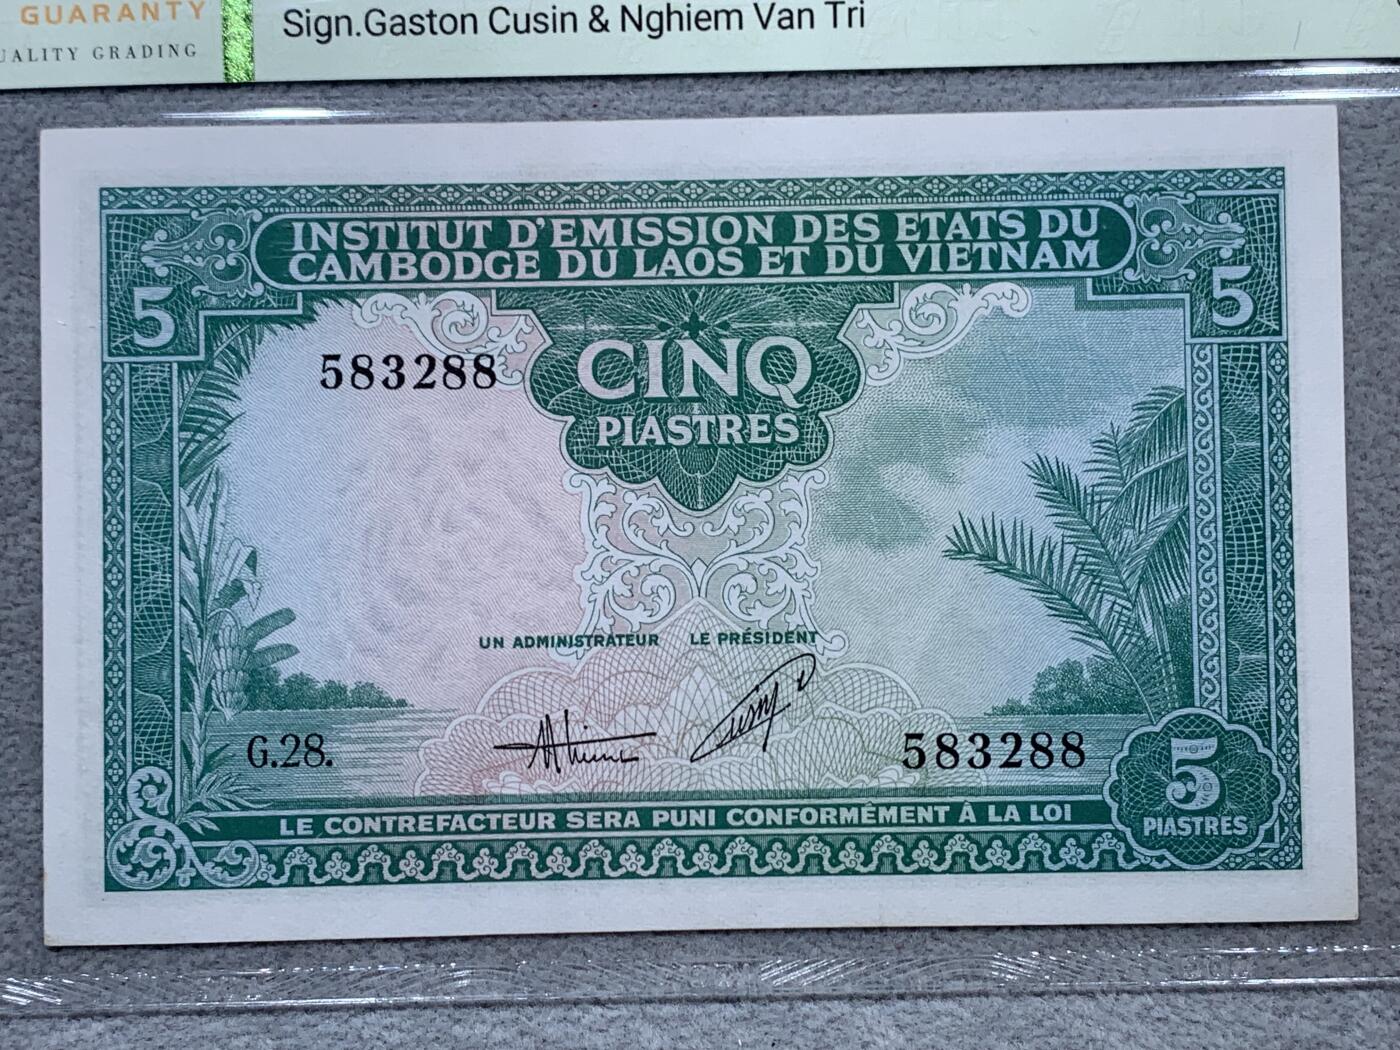 GUARANTY
UALITY GRADING
Sign.Gaston Cusin & Nghiem Van Tri
INSTITUT D'EMISSION DES ETATS DU
CAMBODGE DU LAOS ET DU VIETNAM
5
5
583288
CINQ
PIASTRES
UN ADMINISTRATEUR LE PRÉSIDENT
G.28.
583288
5
PIASTRES
LE CONTREFACTEUR SERA PUNI CONFORMÉMENT À LA LOI